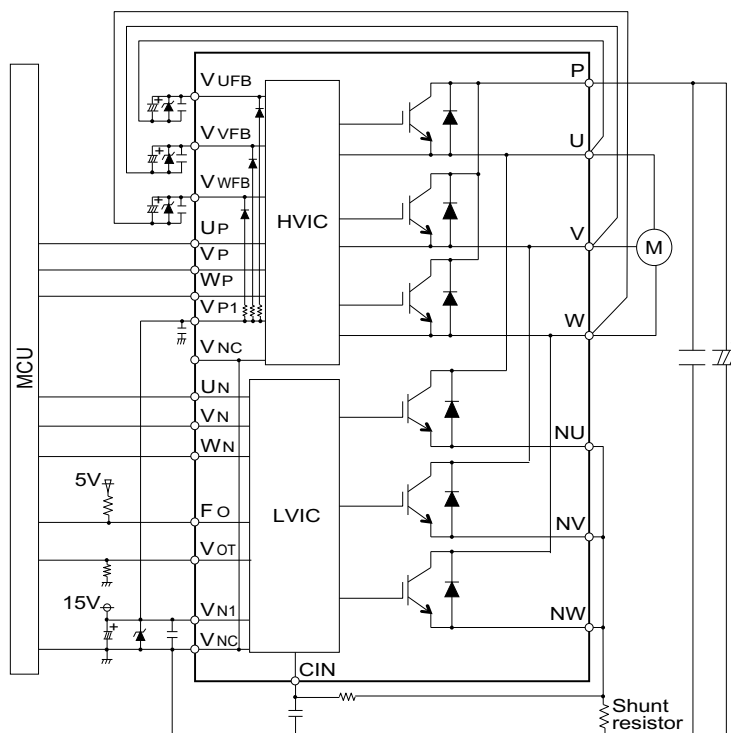 VUFB
VVFB
VWFB
UP
VP
WP
VP1
VNC
UN
VN
WN
5V
FO
VOT
15V
VN1
VNC
MCU
HVIC
LVIC
CIN
P
U
V
M
W
NU
NV
NW
Shunt
resistor
+
+
+
+